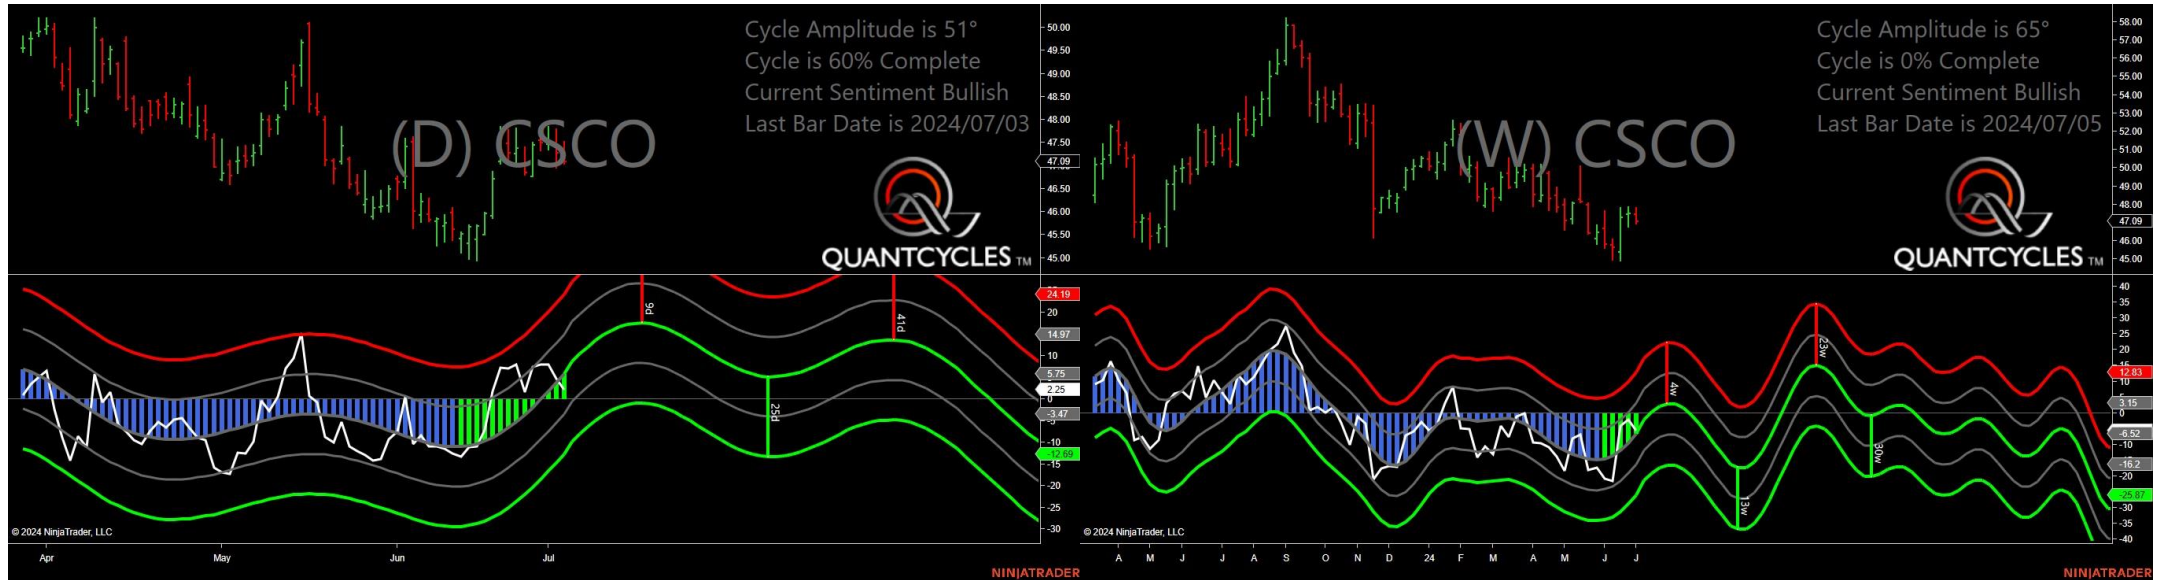 Cycle Amplitude is 51°
Cycle is 60% Complete
Current Sentiment Bullish
Last Bar Date is 2024/07/03
(D) CSCO
QUANTCYCLES TM
50.00
49.50
49.00
48.50
48.00
47.50
47.09
46.50
46.00
45.50
45.00
9d
41d
25d
24.19
20
14.97
10
5.75
2.25
0
-3.47
-10
-12.69
-15
-20
-25
-30
© 2024 NinjaTrader, LLC
Apr May Jun Jul
NINJATRADER
Cycle Amplitude is 65°
Cycle is 0% Complete
Current Sentiment Bullish
Last Bar Date is 2024/07/05
(W) CSCO
QUANTCYCLES TM
58.00
57.00
56.00
55.00
54.00
53.00
52.00
51.00
50.00
49.00
48.00
47.09
46.00
45.00
4w
23w
13w
30w
40
35
30
25
20
15
12.83
10
3.15
0
-6.52
-10
-16.2
-20
-25.87
-30
-35
-40
© 2024 NinjaTrader, LLC
A M J J A S O N D 24 F M A M J J
NINJATRADER